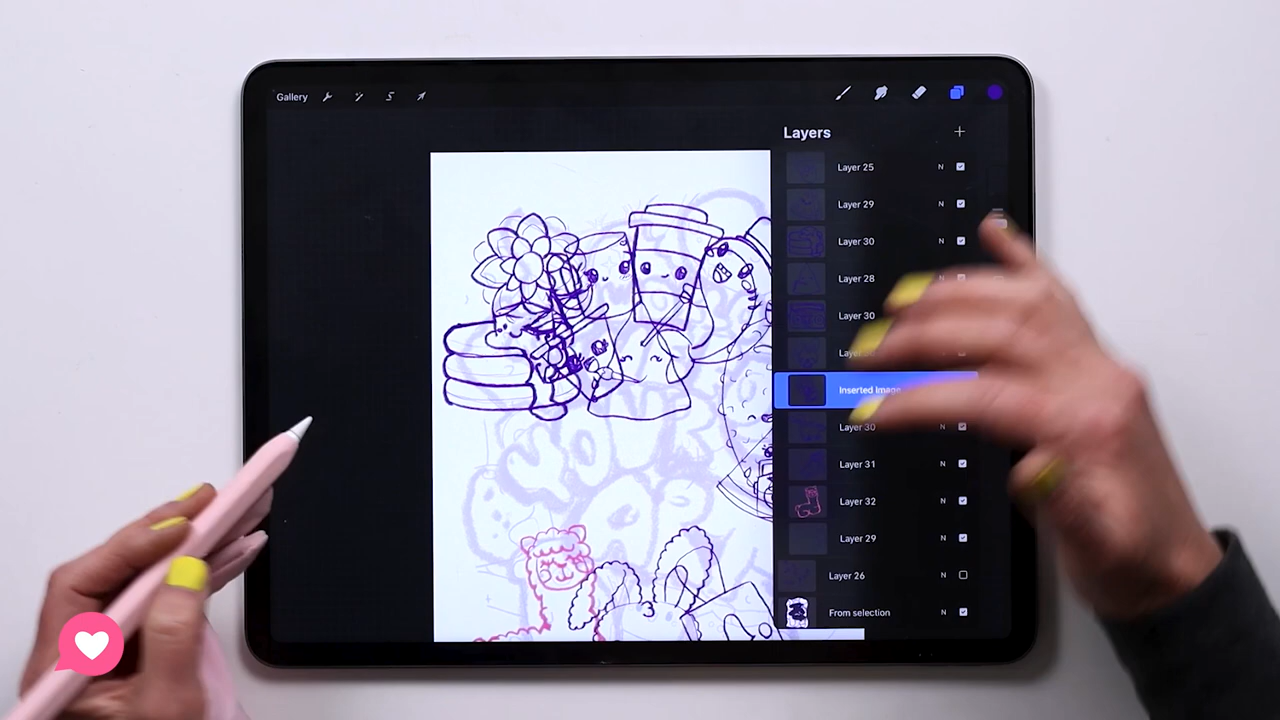 Gallery
Layers
Layer 25 N
Layer 29 N
Layer 30 N
Layer 28 N
Layer 30
Inserted Image
Layer 30 N
Layer 31 N
Layer 32 N
Layer 29 N
Layer 26 N
From selection N